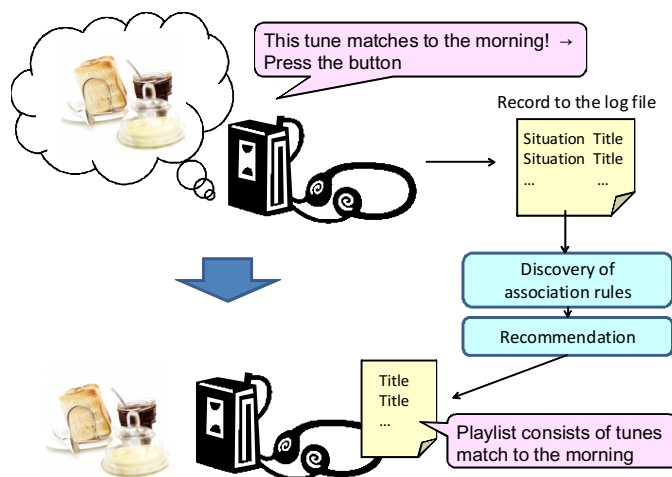 This tune matches to the morning! →
Press the button
Record to the log file
Situation Title
Situation Title
... ...
Discovery of
association rules
Recommendation
Title
Title
...
Playlist consists of tunes
match to the morning